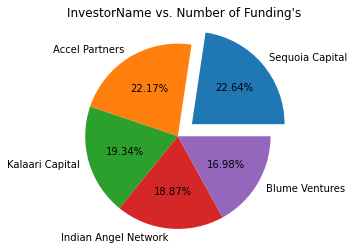 InvestorName vs. Number of Funding's
Sequoia Capital
22.64%
Accel Partners
22.17%
Kalaari Capital
19.34%
Indian Angel Network
18.87%
Blume Ventures
16.98%